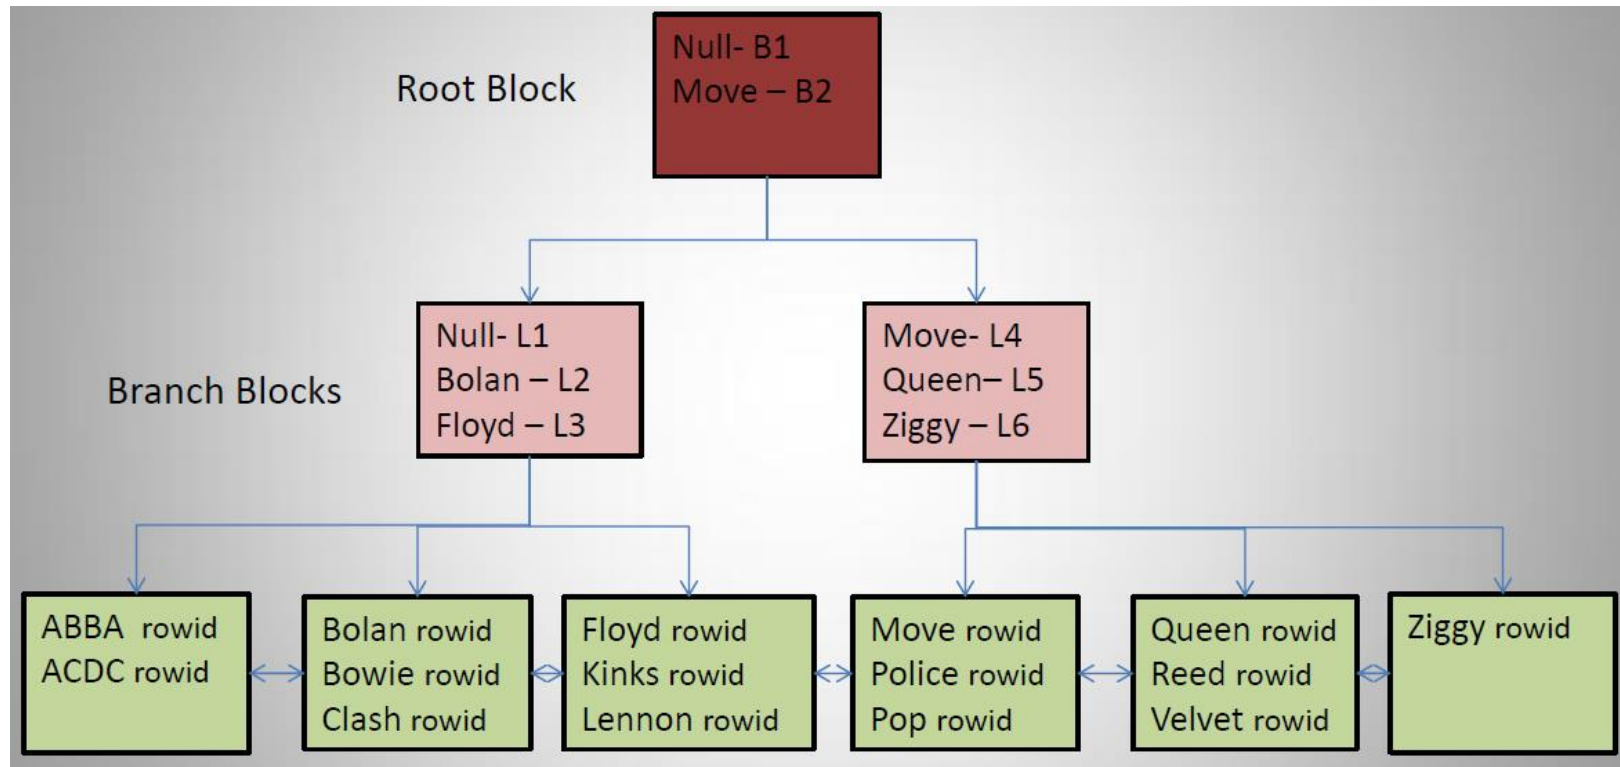 Root Block
Null- B1
Move – B2
Branch Blocks
Null- L1
Bolan – L2
Floyd – L3
Move- L4
Queen– L5
Ziggy – L6
ABBA rowid
ACDC rowid
Bolan rowid
Bowie rowid
Clash rowid
Floyd rowid
Kinks rowid
Lennon rowid
Move rowid
Police rowid
Pop rowid
Queen rowid
Reed rowid
Velvet rowid
Ziggy rowid